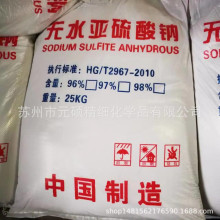 无水亚硫酸钠
SODIUM SULFITE ANHYDROUS
执行标准：HG/T2967-2010
含量：96%□ 97%□ 98%□
重量：25KG
中国制造